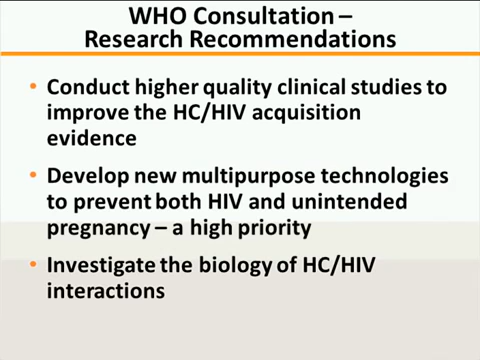 WHO Consultation –
Research Recommendations
• Conduct higher quality clinical studies to
improve the HC/HIV acquisition
evidence
• Develop new multipurpose technologies
to prevent both HIV and unintended
pregnancy – a high priority
• Investigate the biology of HC/HIV
interactions